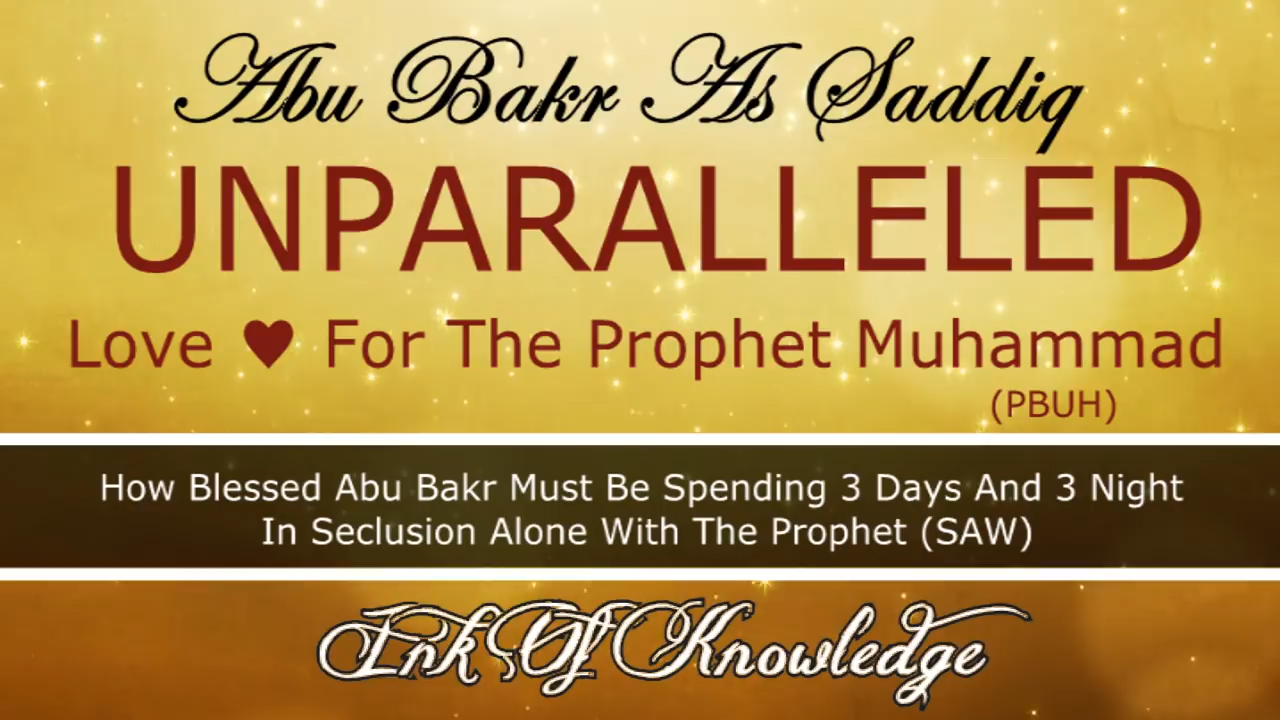 Abu Bakr As Saddiq
UNPARALLELED
Love ♥ For The Prophet Muhammad
(PBUH)
How Blessed Abu Bakr Must Be Spending 3 Days And 3 Night
In Seclusion Alone With The Prophet (SAW)
Ink Of Knowledge